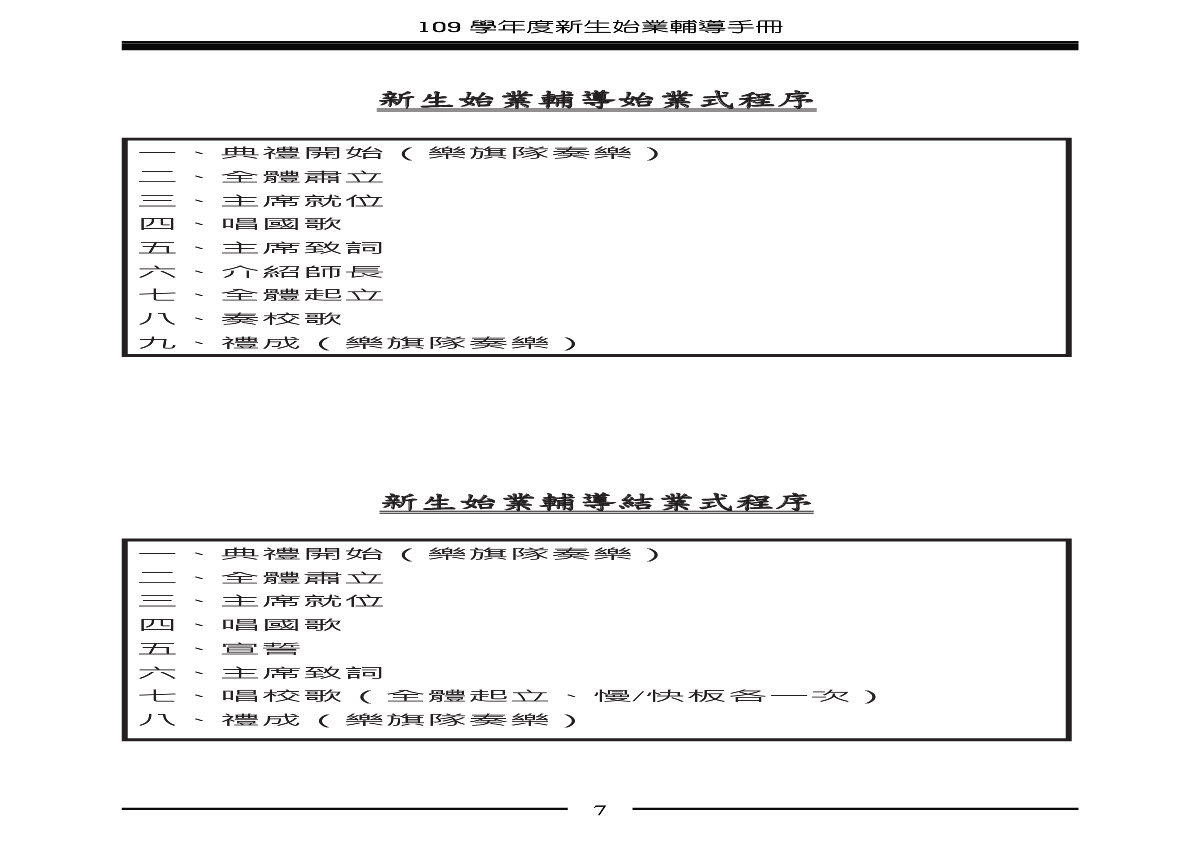 109 學年度新生始業輔導手冊
新生始業輔導始業式程序
一、典禮開始(樂旗隊奏樂)
二、全體肅立
三、主席就位
四、唱國歌
五、主席致詞
六、介紹師長
七、全體起立
八、奏校歌
九、禮成(樂旗隊奏樂)
新生始業輔導結業式程序
一、典禮開始(樂旗隊奏樂)
二、全體肅立
三、主席就位
四、唱國歌
五、宣誓
六、主席致詞
七、唱校歌(全體起立、慢/快板各一次)
八、禮成(樂旗隊奏樂)
7